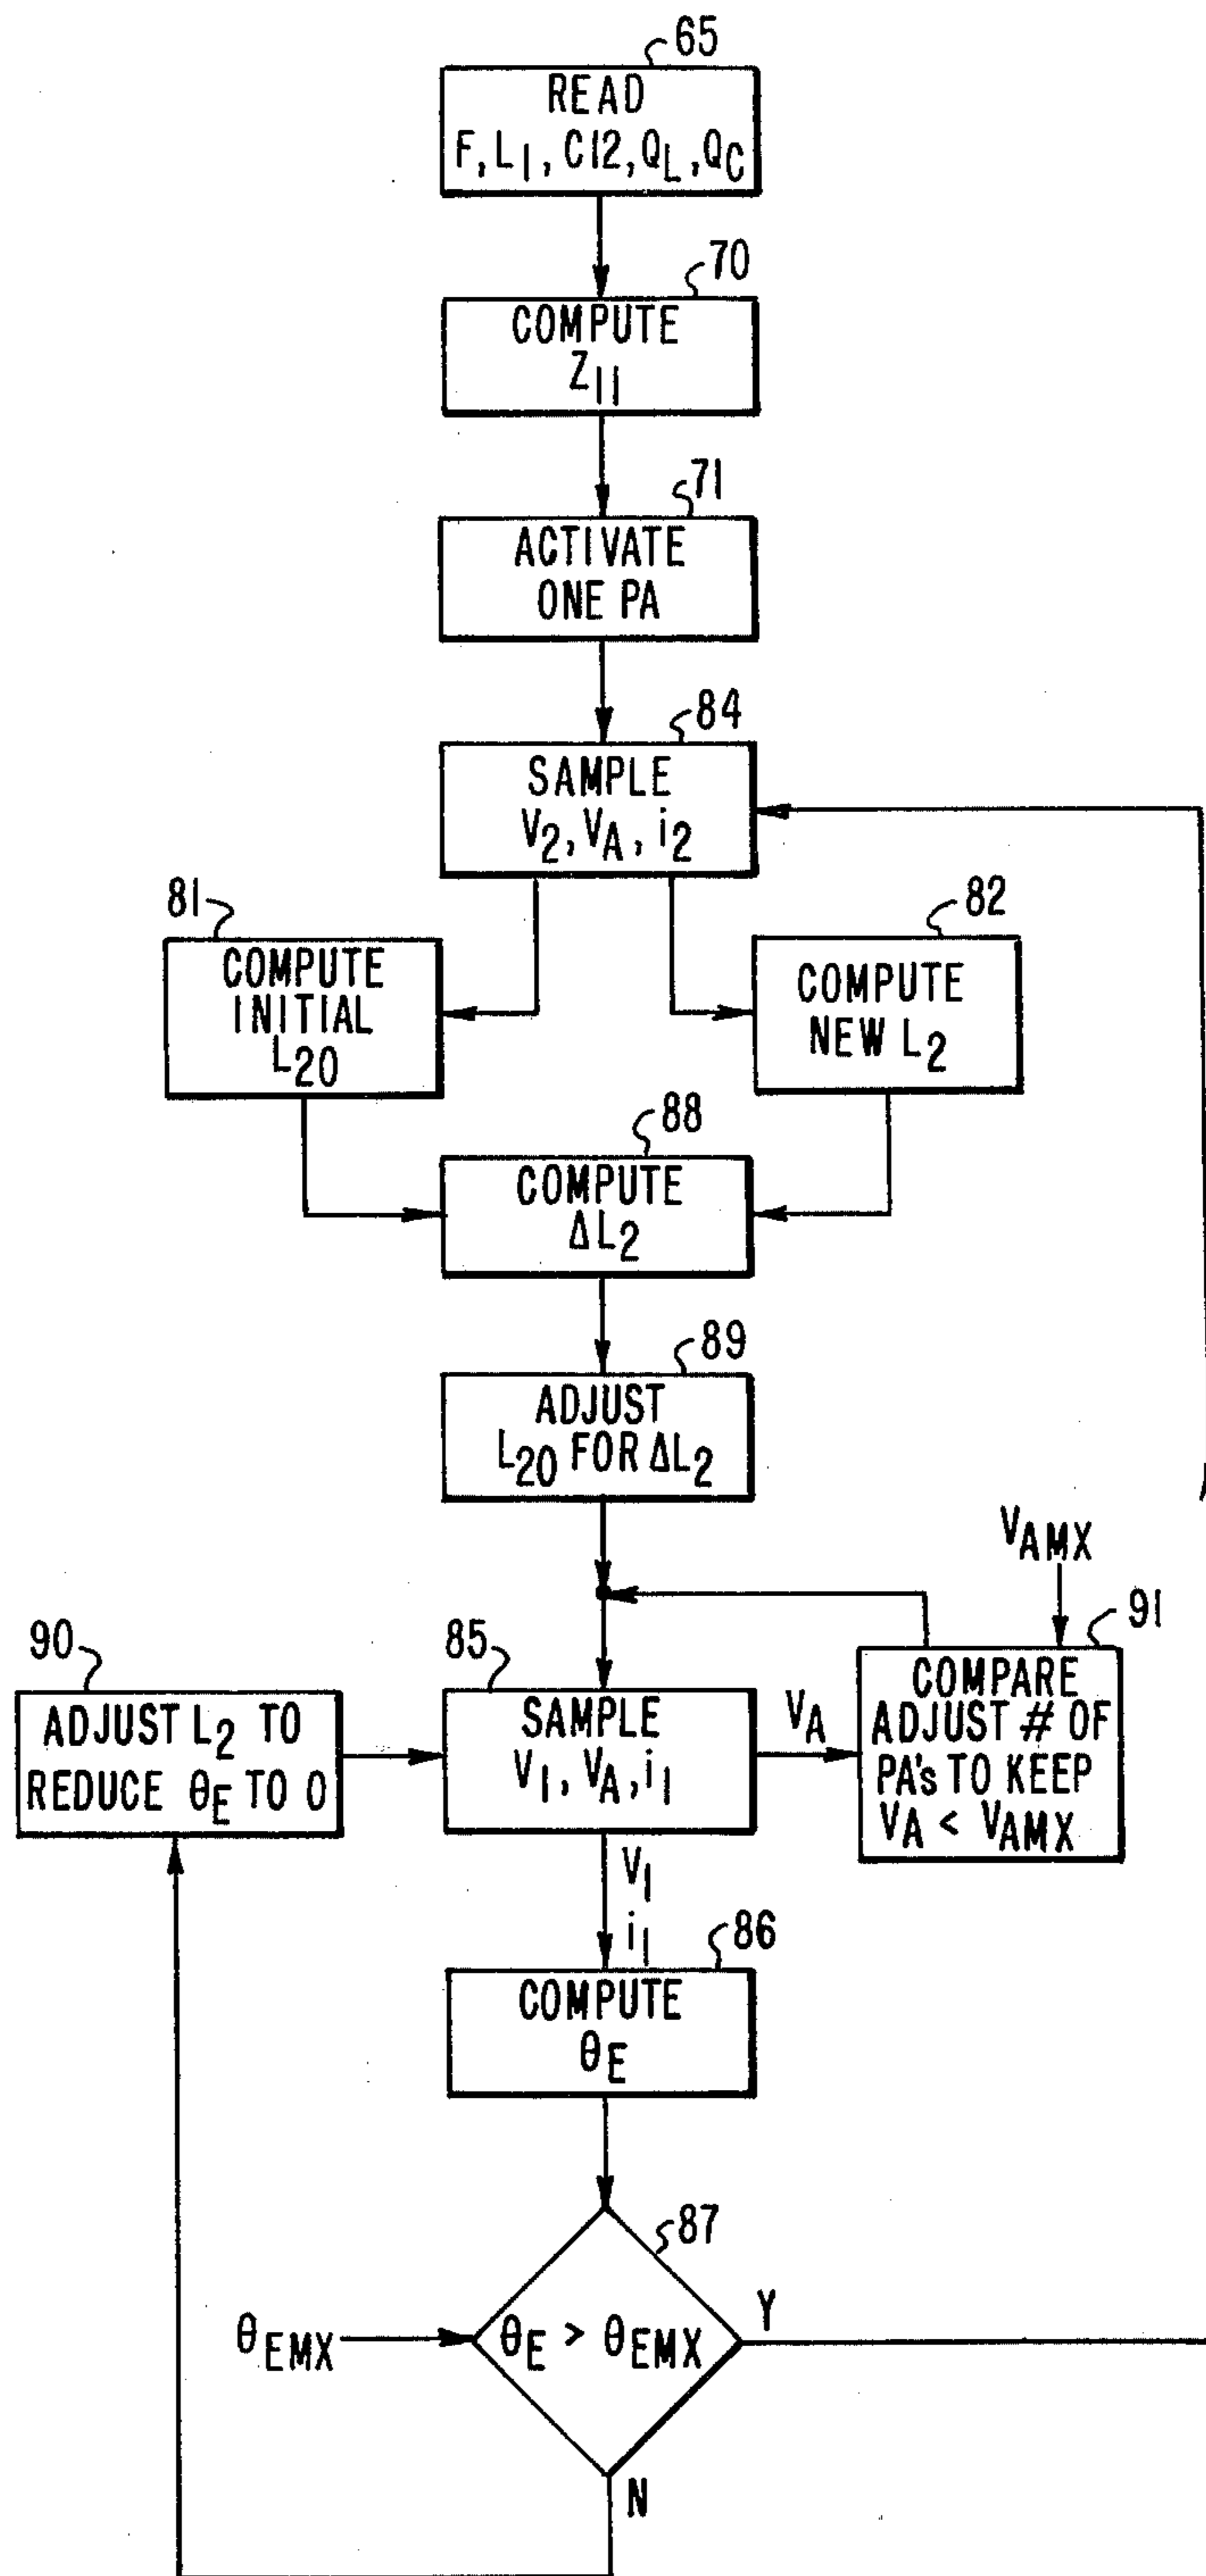 65
READ
F, L1, C12, QL, QC
70
COMPUTE
Z11
71
ACTIVATE
ONE PA
84
SAMPLE
V2, VA, i2
81
COMPUTE
INITIAL
L20
82
COMPUTE
NEW L2
88
COMPUTE
ΔL2
89
ADJUST
L20 FOR ΔL2
VAMX
90
ADJUST L2 TO
REDUCE θE TO 0
85
SAMPLE
V1, VA, i1
VA
91
COMPARE
ADJUST # OF
PA's TO KEEP
VA < VAMX
V1
i1
86
COMPUTE
θE
87
θEMX
θE > θEMX
Y
N